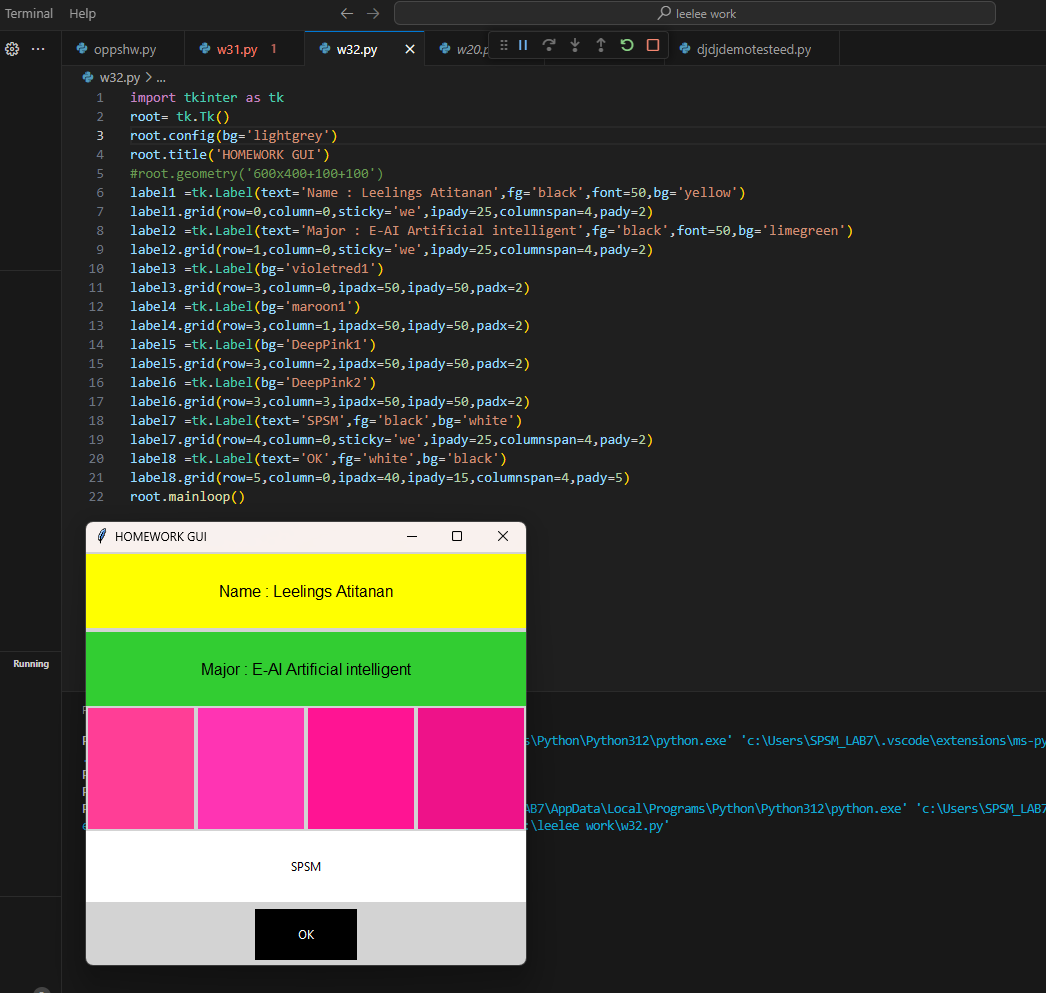 Terminal Help leelee work
oppshw.py w31.py 1 w32.py w20.p djdjdemotesteed.py
w32.py > ...
1 import tkinter as tk
2 root= tk.Tk()
3 root.config(bg='lightgrey')
4 root.title('HOMEWORK GUI')
5 #root.geometry('600x400+100+100')
6 label1 =tk.Label(text='Name : Leelings Atitanan',fg='black',font=50,bg='yellow')
7 label1.grid(row=0,column=0,sticky='we',ipady=25,columnspan=4,pady=2)
8 label2 =tk.Label(text='Major : E-AI Artificial intelligent',fg='black',font=50,bg='limegreen')
9 label2.grid(row=1,column=0,sticky='we',ipady=25,columnspan=4,pady=2)
10 label3 =tk.Label(bg='violetred1')
11 label3.grid(row=3,column=0,ipadx=50,ipady=50,padx=2)
12 label4 =tk.Label(bg='maroon1')
13 label4.grid(row=3,column=1,ipadx=50,ipady=50,padx=2)
14 label5 =tk.Label(bg='DeepPink1')
15 label5.grid(row=3,column=2,ipadx=50,ipady=50,padx=2)
16 label6 =tk.Label(bg='DeepPink2')
17 label6.grid(row=3,column=3,ipadx=50,ipady=50,padx=2)
18 label7 =tk.Label(text='SPSM',fg='black',bg='white')
19 label7.grid(row=4,column=0,sticky='we',ipady=25,columnspan=4,pady=2)
20 label8 =tk.Label(text='OK',fg='white',bg='black')
21 label8.grid(row=5,column=0,ipadx=40,ipady=15,columnspan=4,pady=5)
22 root.mainloop()
HOMEWORK GUI
Name : Leelings Atitanan
Running
Major : E-AI Artificial intelligent
s\Python\Python312\python.exe' 'c:\Users\SPSM_LAB7\.vscode\extensions\ms-py
AB7\AppData\Local\Programs\Python\Python312\python.exe' 'c:\Users\SPSM_LAB7
:\leelee work\w32.py'
SPSM
OK